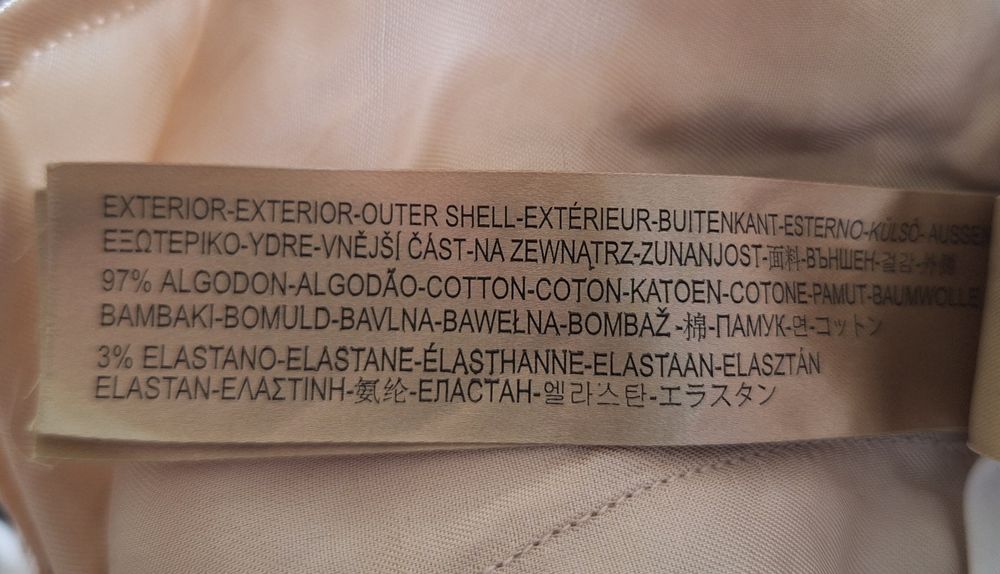 EXTERIOR-EXTERIOR-OUTER SHELL-EXTÉRIEUR-BUITENKANT-ESTERNO-KÜLSŐ-AUSSEN
ΕΞΩΤΕΡΙΚΟ-YDRE-VNĚJŠÍ ČÁST-NA ZEWNĄTRZ-ZUNANJOST-面料-ВЪНШЕН-겉감-外側
97% ALGODON-ALGODÃO-COTTON-COTON-KATOEN-COTONE-PAMUT-BAUMWOLLE
BAMBAKI-BOMULD-BAVLNA-BAWEŁNA-BOMBAŽ-棉-ПАМУК-면-コットン
3% ELASTANO-ELASTANE-ÉLASTHANNE-ELASTAAN-ELASZTÁN
ELASTAN-ΕΛΑΣΤΙΝΗ-氨纶-ЕПАСТАН-엘라스탄-エラスタン